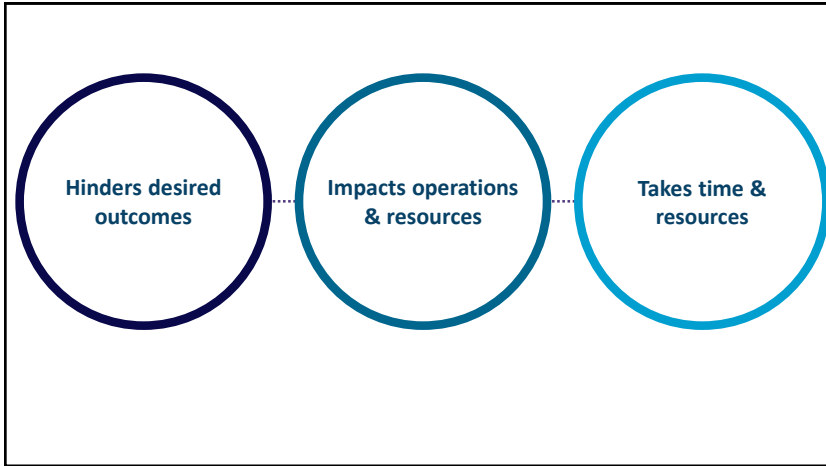 Hinders desired
outcomes
Impacts operations
& resources
Takes time &
resources